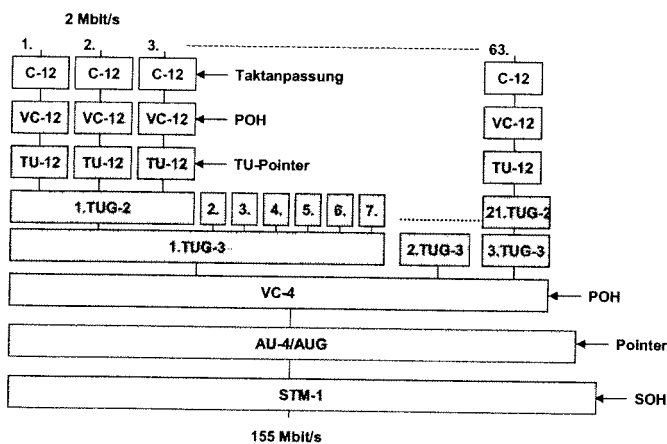 2 Mbit/s
1. 2. 3. 63.
C-12 C-12 C-12 Taktanpassung C-12
VC-12 VC-12 VC-12 POH VC-12
TU-12 TU-12 TU-12 TU-Pointer TU-12
1.TUG-2 2. 3. 4. 5. 6. 7. 21.TUG-2
1.TUG-3 2.TUG-3 3.TUG-3
VC-4 POH
AU-4/AUG Pointer
STM-1 SOH
155 Mbit/s